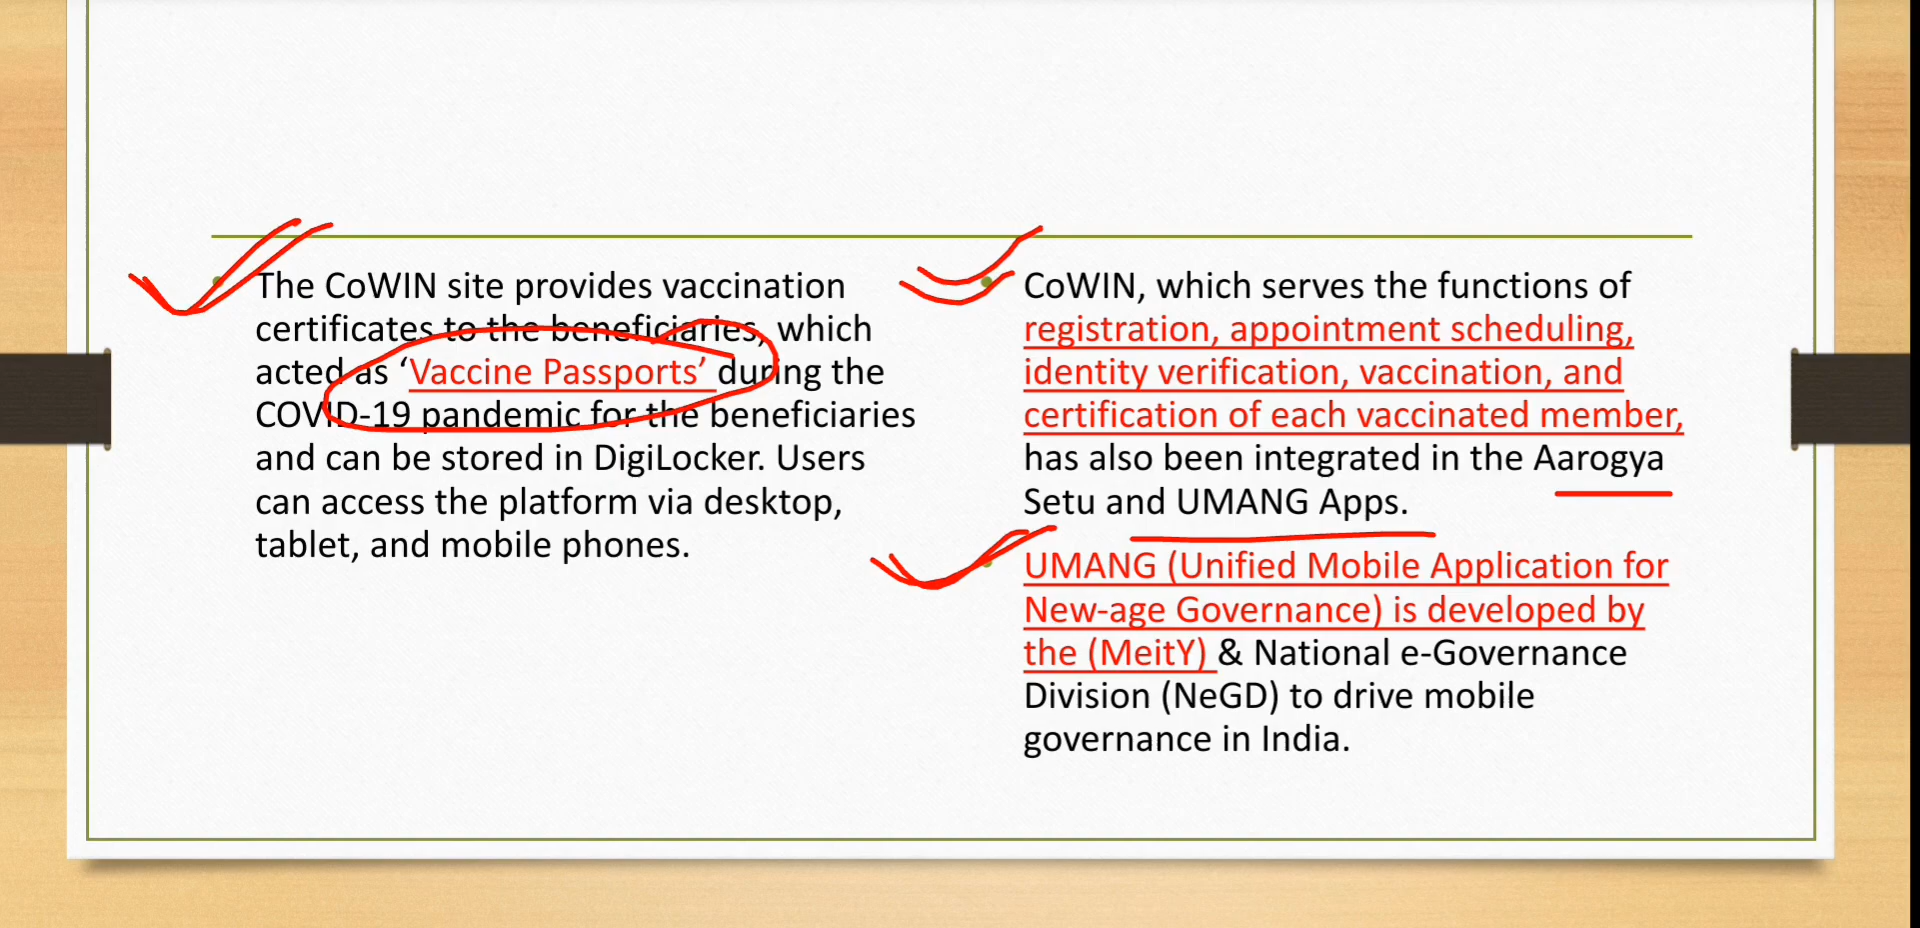 The CoWIN site provides vaccination
certificates to the beneficiaries, which
acted as ‘Vaccine Passports’ during the
COVID-19 pandemic for the beneficiaries
and can be stored in DigiLocker. Users
can access the platform via desktop,
tablet, and mobile phones.
CoWIN, which serves the functions of
registration, appointment scheduling,
identity verification, vaccination, and
certification of each vaccinated member,
has also been integrated in the Aarogya
Setu and UMANG Apps.
UMANG (Unified Mobile Application for
New-age Governance) is developed by
the (MeitY) & National e-Governance
Division (NeGD) to drive mobile
governance in India.